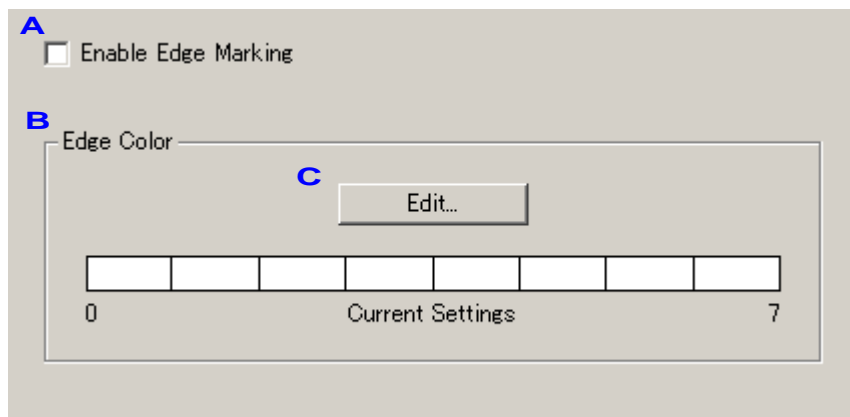 A
Enable Edge Marking
B
Edge Color
C
Edit...
0 Current Settings 7